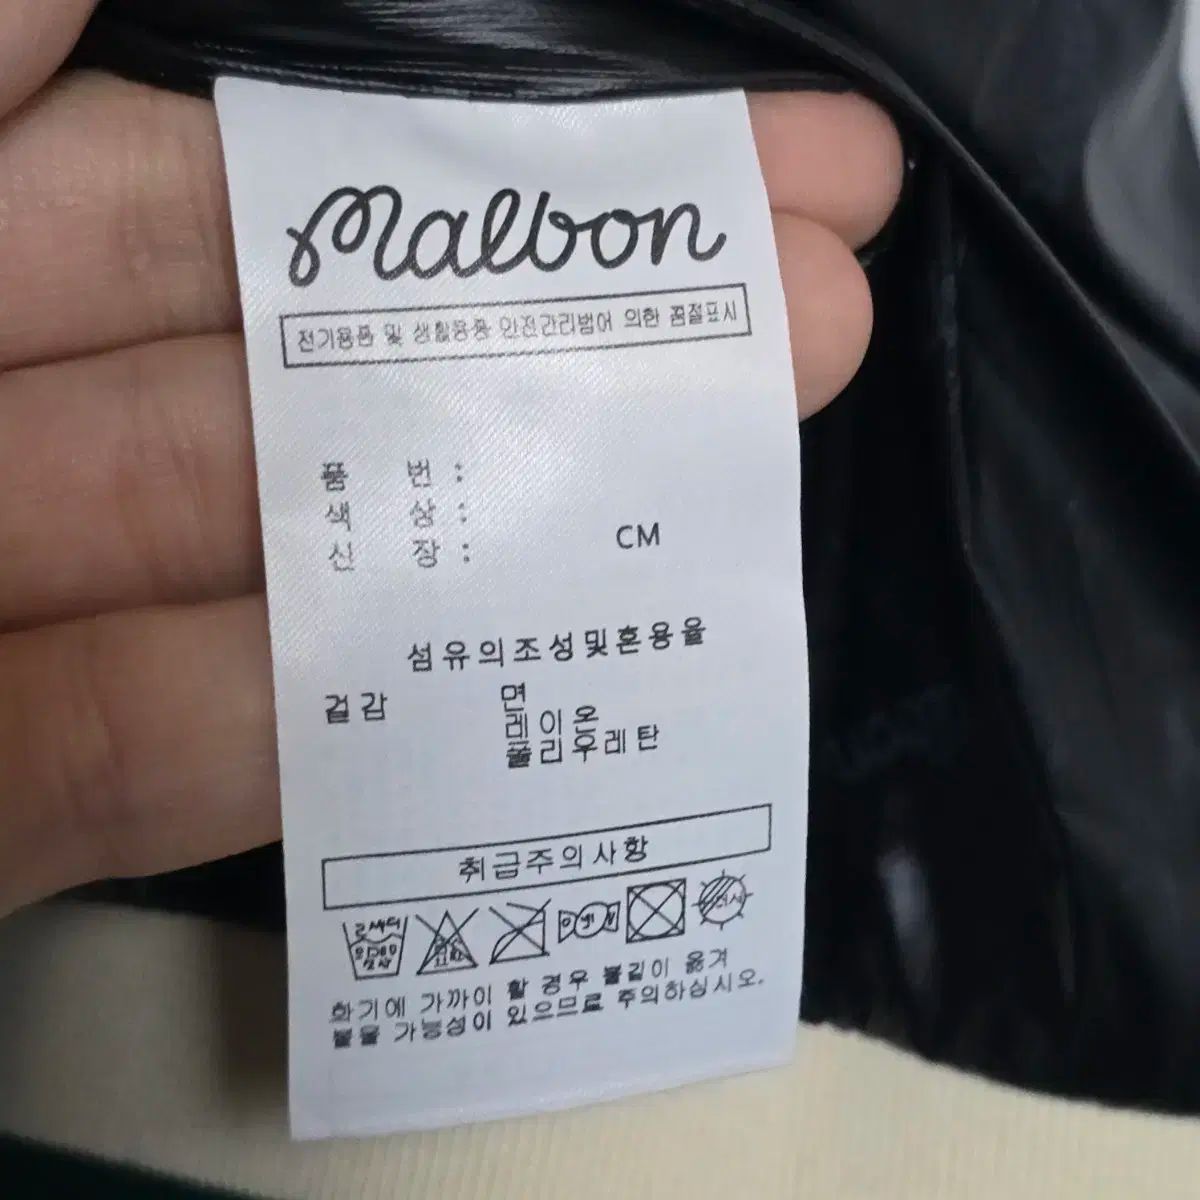 malbon
전기용품 및 생활용품 안전관리법어 의한 품절표시
품 번 :
색 상 :
신 장 : CM
섬유의조성및혼용율
겉감 면
레이온
폴리우레탄
취급주의사항
화기에 가까이 할 경우 불길이 옮겨
붙을 가능성이 있으므로 주의하십시오.